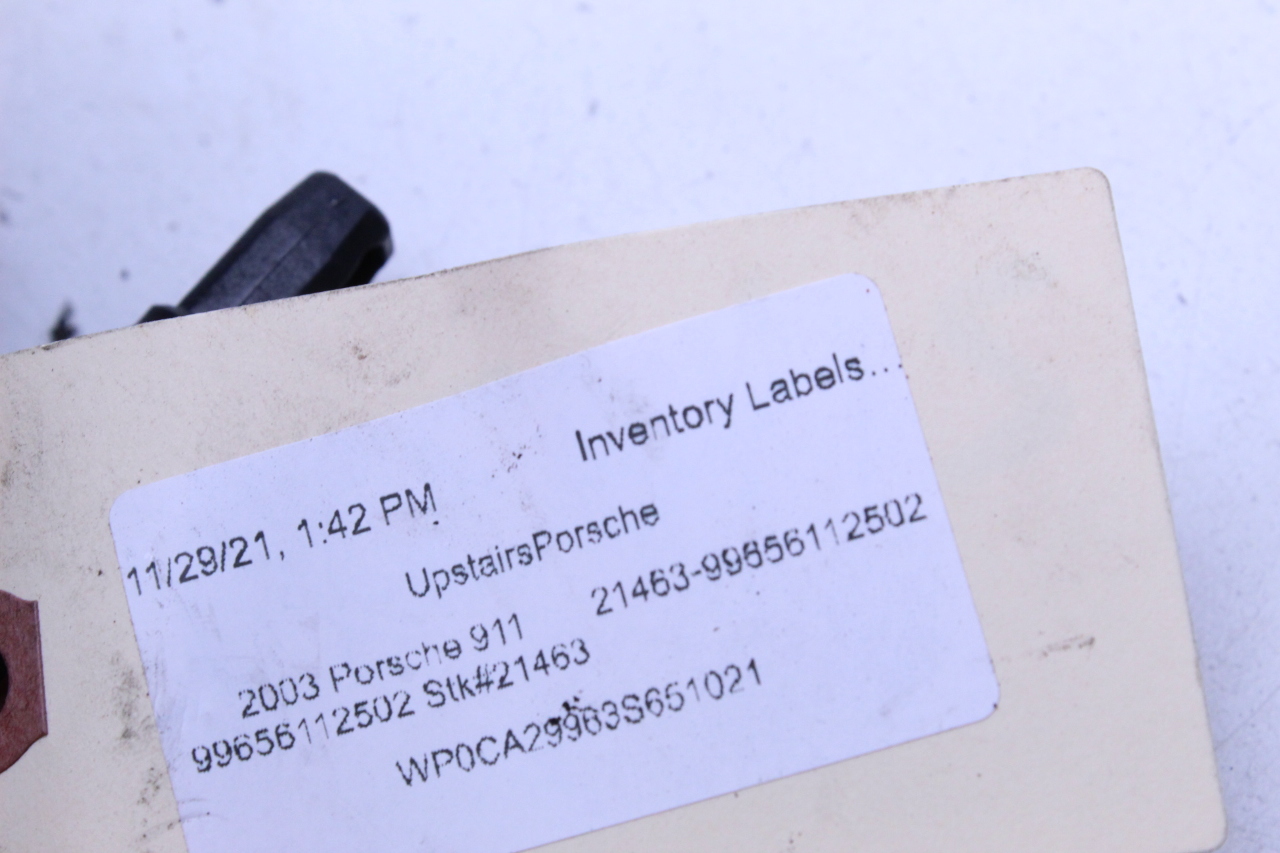 Inventory Labels...
11/29/21, 1:42 PM
UpstairsPorsche
2003 Porsche 911 21463-99656112502
99656112502 Stk#21463
WP0CA29963S651021